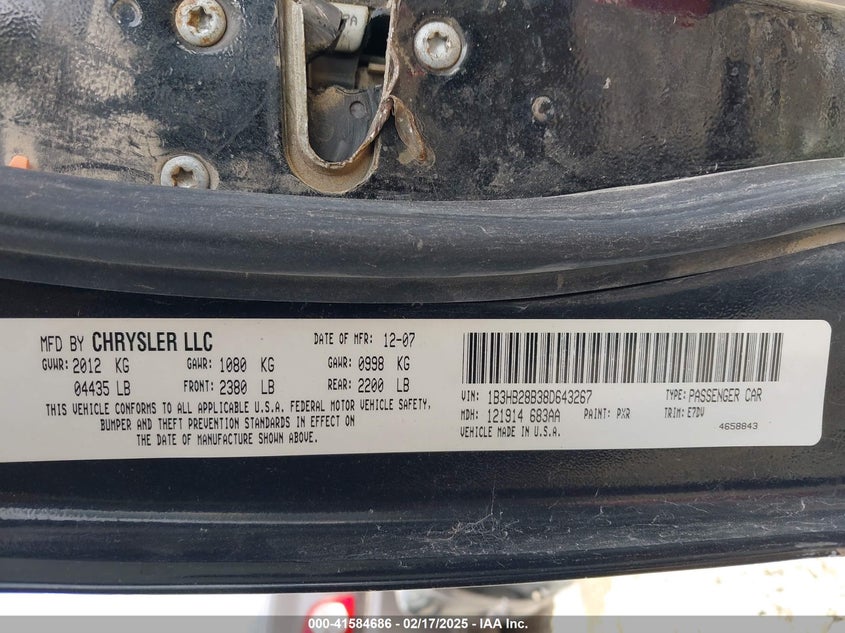 MFD BY CHRYSLER LLC
DATE OF MFR: 12-07
GVWR: 2012 KG
GAWR: 1080 KG
GAWR: 0998 KG
04435 LB
FRONT: 2380 LB
REAR: 2200 LB
THIS VEHICLE CONFORMS TO ALL APPLICABLE U.S.A. FEDERAL MOTOR VEHICLE SAFETY,
BUMPER AND THEFT PREVENTION STANDARDS IN EFFECT ON
THE DATE OF MANUFACTURE SHOWN ABOVE.
VIN: 1B3HB28B38D643267
TYPE: PASSENGER CAR
MDH: 121914 683AA
PAINT: PXR
TRIM: E7DV
VEHICLE MADE IN U.S.A.
4658843
000-41584686 - 02/17/2025 - IAA Inc.